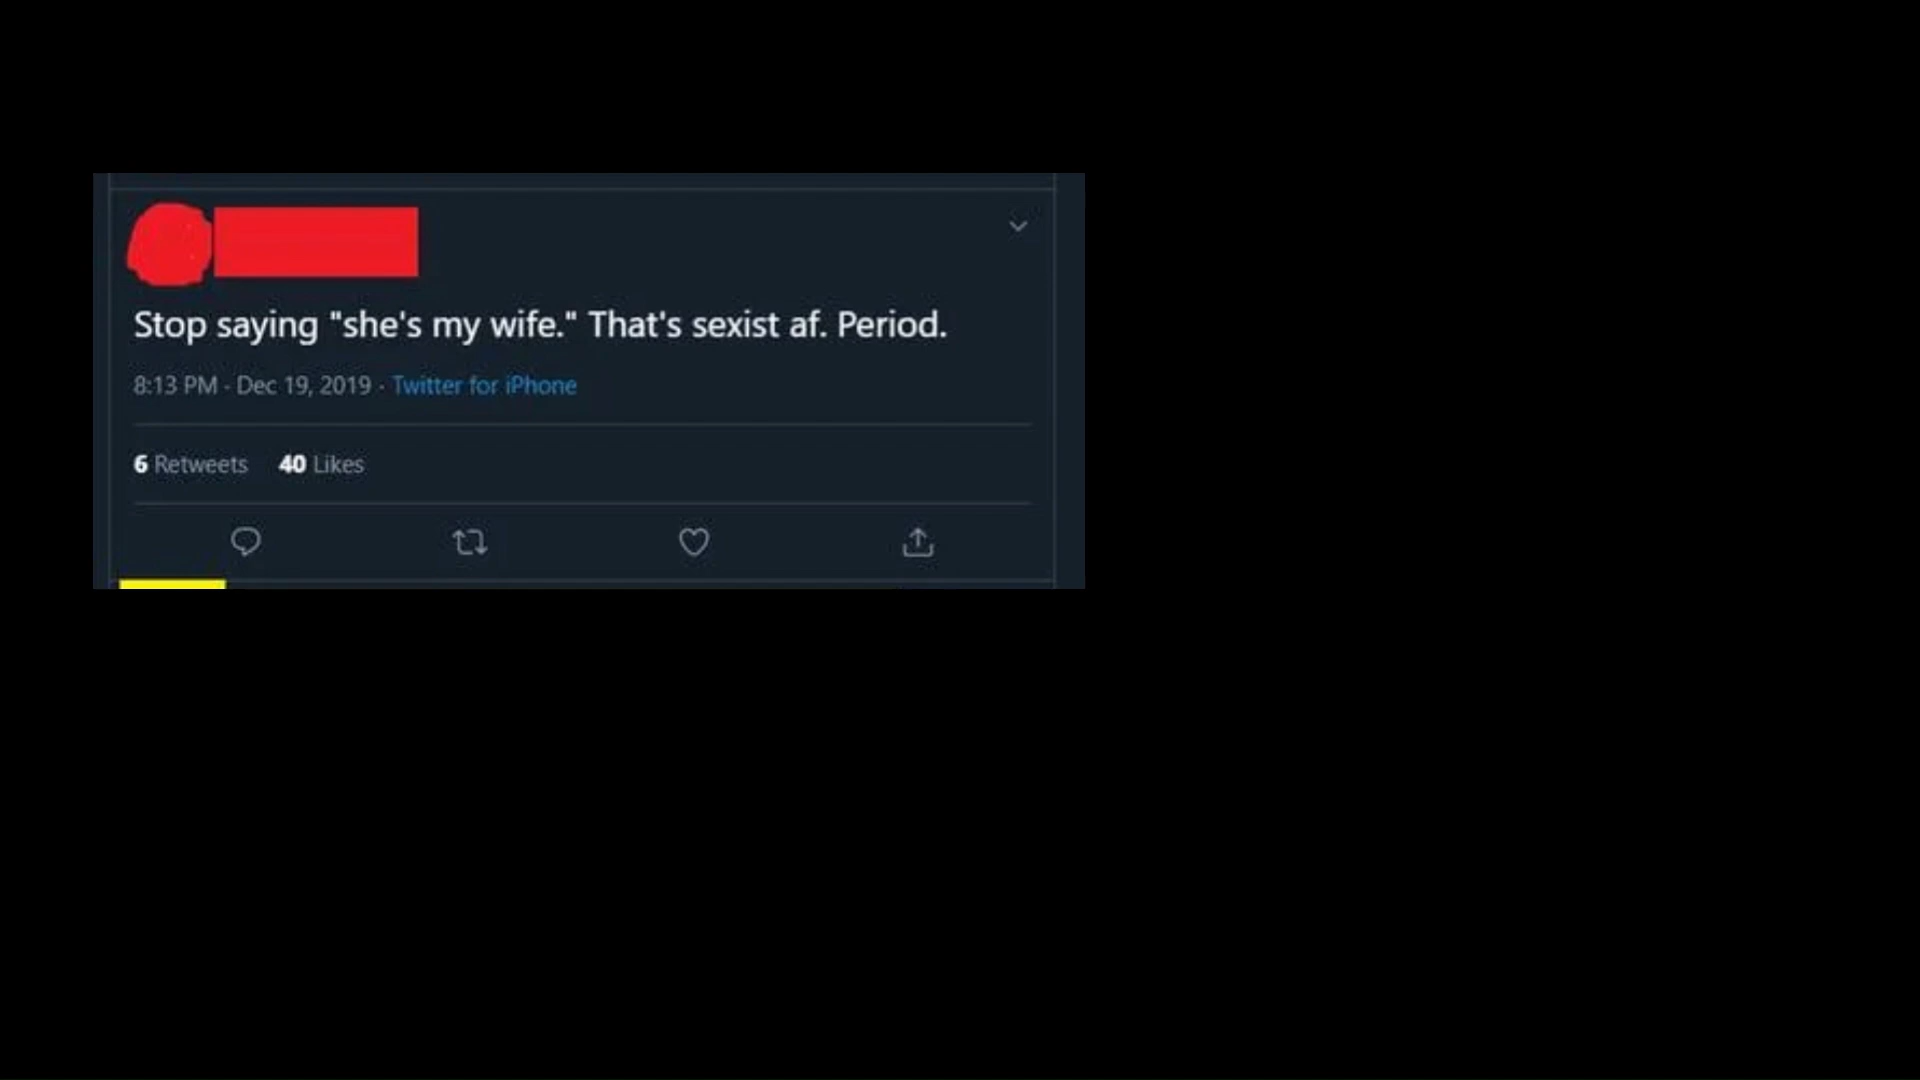 Stop saying "she's my wife." That's sexist af. Period.
8:13 PM · Dec 19, 2019 · Twitter for iPhone
6 Retweets 40 Likes